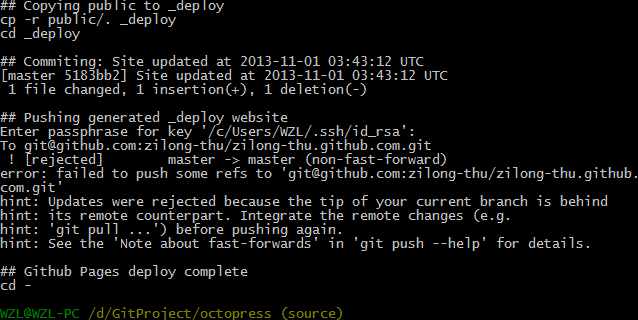 ## Copying public to _deploy
cp -r public/. _deploy
cd _deploy
## Commiting: Site updated at 2013-11-01 03:43:12 UTC
[master 5183bb2] Site updated at 2013-11-01 03:43:12 UTC
1 file changed, 1 insertion(+), 1 deletion(-)
## Pushing generated _deploy website
Enter passphrase for key '/c/Users/WZL/.ssh/id_rsa':
To git@github.com:zilong-thu/zilong-thu.github.com.git
! [rejected]        master -> master (non-fast-forward)
error: failed to push some refs to 'git@github.com:zilong-thu/zilong-thu.github.
com.git'
hint: Updates were rejected because the tip of your current branch is behind
hint: its remote counterpart. Integrate the remote changes (e.g.
hint: 'git pull ...') before pushing again.
hint: See the 'Note about fast-forwards' in 'git push --help' for details.
## Github Pages deploy complete
cd -
WZL@WZL-PC /d/GitProject/octopress (source)